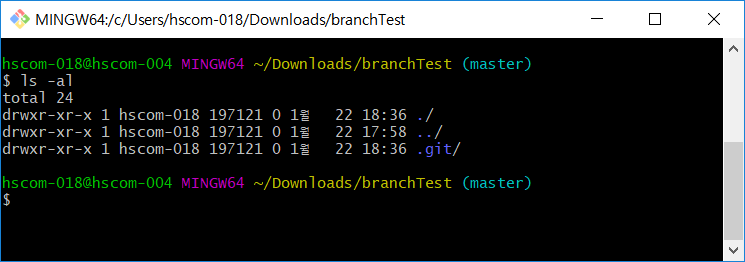 MINGW64:/c/Users/hscom-018/Downloads/branchTest
hscom-018@hscom-004 MINGW64 ~/Downloads/branchTest (master)
$ ls -al
total 24
drwxr-xr-x 1 hscom-018 197121 0 1월 22 18:36 ./
drwxr-xr-x 1 hscom-018 197121 0 1월 22 17:58 ../
drwxr-xr-x 1 hscom-018 197121 0 1월 22 18:36 .git/
hscom-018@hscom-004 MINGW64 ~/Downloads/branchTest (master)
$